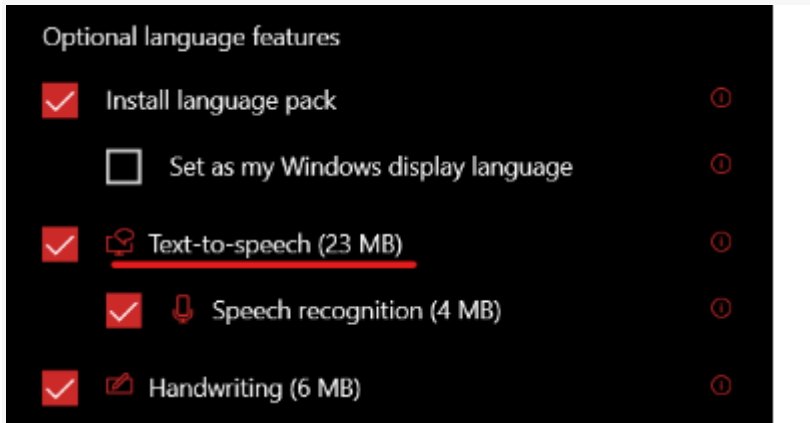 Optional language features
Install language pack
Set as my Windows display language
Text-to-speech (23 MB)
Speech recognition (4 MB)
Handwriting (6 MB)